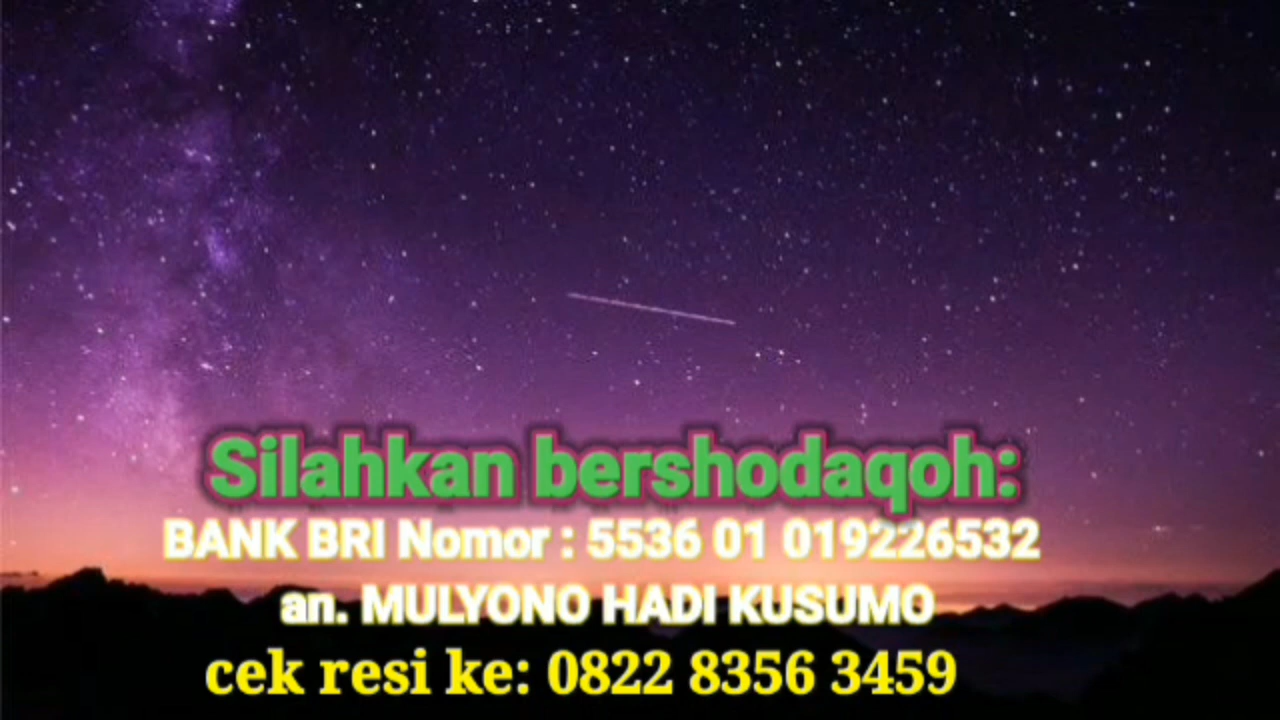 Silahkan bershodaqoh:
BANK BRI Nomor : 5536 01 019226532
an. MULYONO HADI KUSUMO
cek resi ke: 0822 8356 3459